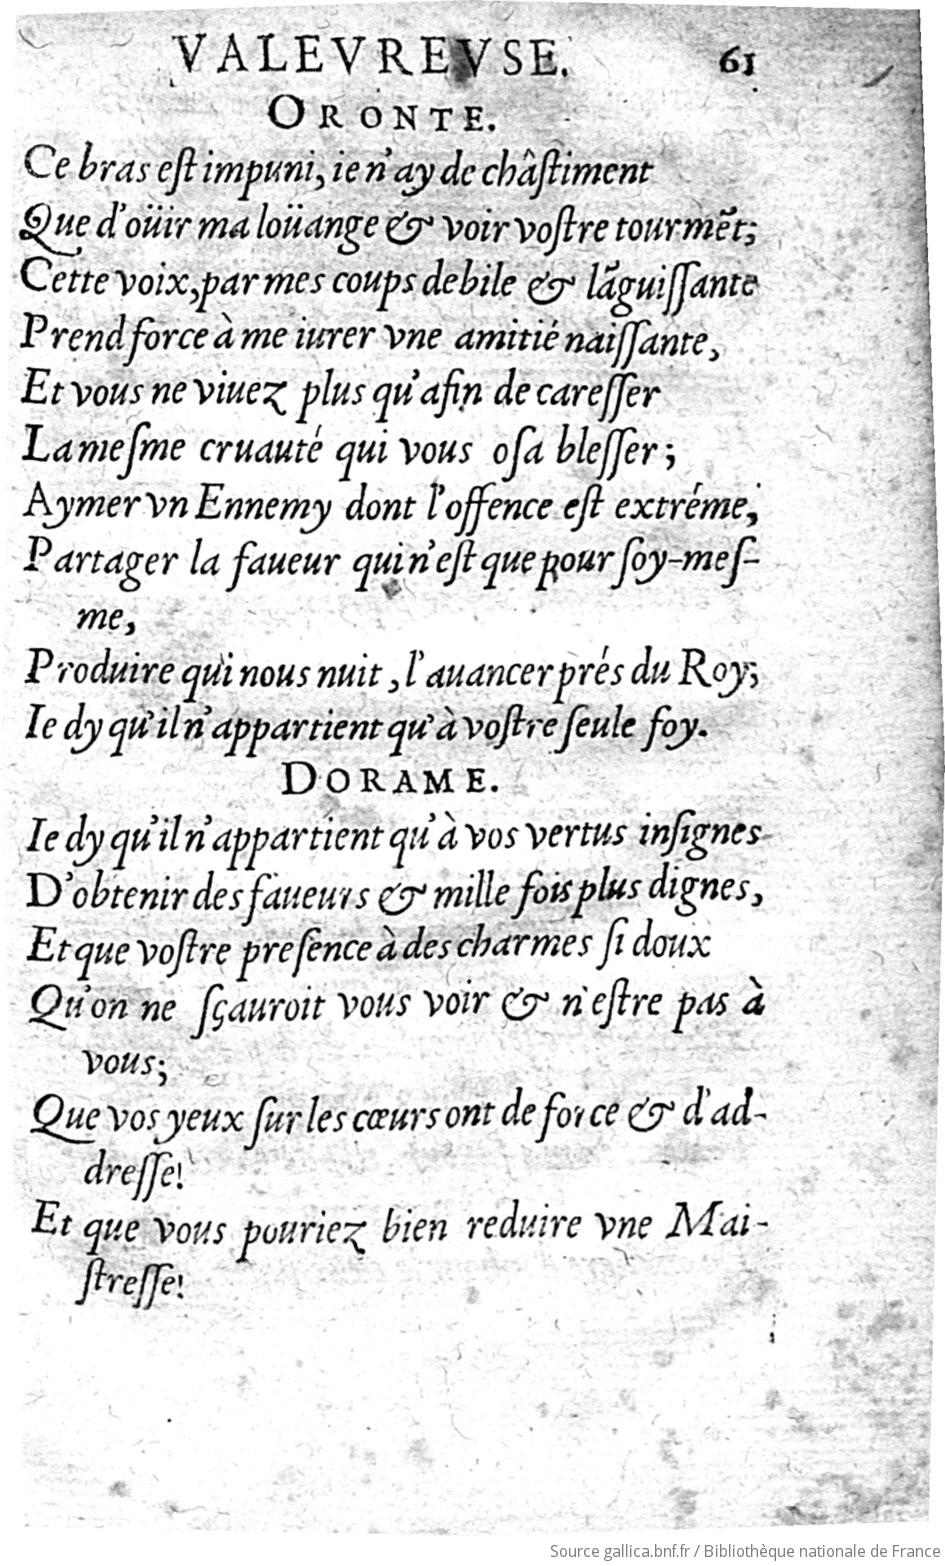 VALEVREVSE. 61
ORONTE.
Ce bras eſt impuni, ie n'ay de châſtiment
Que d'oüir ma loüange & voir voſtre tourmẽt;
Cette voix, par mes coups debile & lãguiſſante
Prend force à me iurer vne amitié naiſſante,
Et vous ne viuez plus qu'afin de careſſer
La meſme cruauté qui vous oſa bleſſer;
Aymer vn Ennemy dont l'offence eſt extréme,
Partager la faueur qui n'eſt que pour ſoy-meſ-
me,
Produire qui nous nuit, l'auancer prés du Roy;
Ie dy qu'il n'appartient qu'à voſtre ſeule foy.
DORAME.
Ie dy qu'il n'appartient qu'à vos vertus inſignes
D'obtenir des faueurs & mille fois plus dignes,
Et que voſtre preſence à des charmes ſi doux
Qu'on ne ſçauroit vous voir & n'eſtre pas à
vous;
Que vos yeux ſur les cœurs ont de force & d'ad-
dreſſe!
Et que vous pouriez bien reduire vne Mai-
ſtreſſe!
Source gallica.bnf.fr / Bibliothèque nationale de France